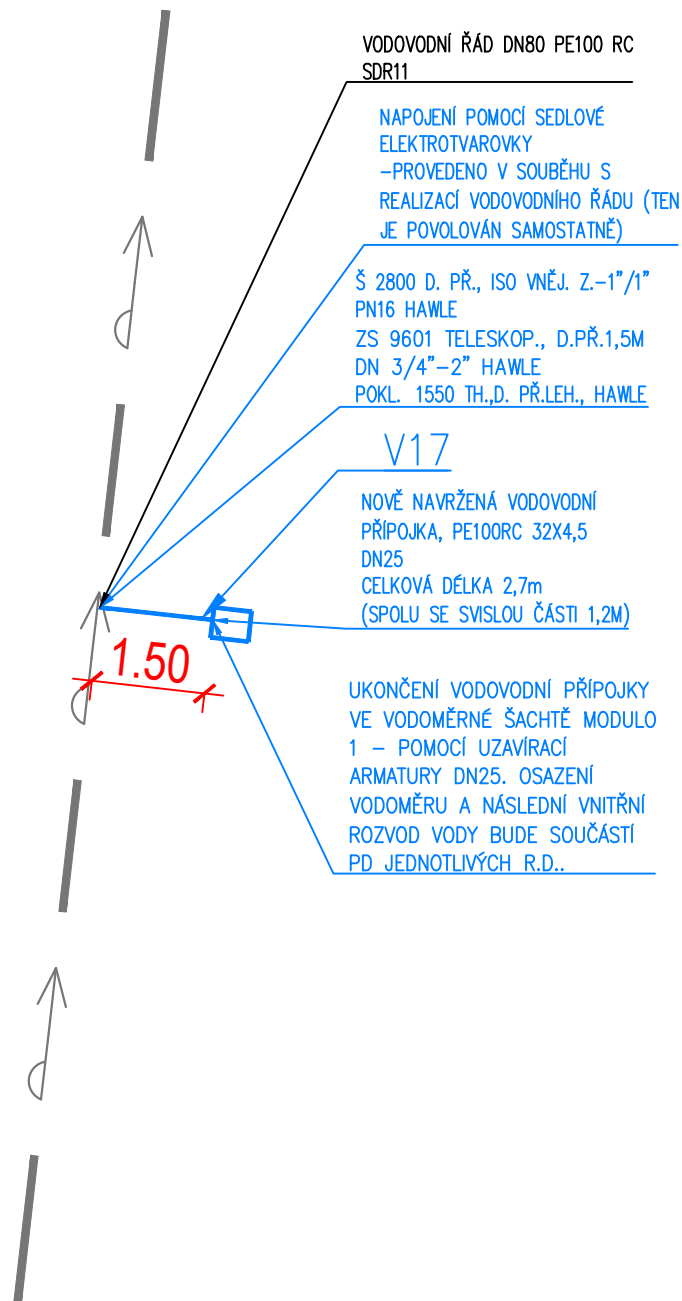 VODOVODNÍ ŘÁD DN80 PE100 RC
SDR11
NAPOJENÍ POMOCÍ SEDLOVÉ
ELEKTROTVAROVKY
-PROVEDENO V SOUBĚHU S
REALIZACÍ VODOVODNÍHO ŘÁDU (TEN
JE POVOLOVÁN SAMOSTATNĚ)
Š 2800 D. PŘ., ISO VNĚJ. Z.-1"/1"
PN16 HAWLE
ZS 9601 TELESKOP., D.PŘ.1,5M
DN 3/4"-2" HAWLE
POKL. 1550 TH.,D. PŘ.LEH., HAWLE
V17
NOVĚ NAVRŽENÁ VODOVODNÍ
PŘÍPOJKA, PE100RC 32X4,5
DN25
CELKOVÁ DÉLKA 2,7m
(SPOLU SE SVISLOU ČÁSTI 1,2M)
1.50
UKONČENÍ VODOVODNÍ PŘÍPOJKY
VE VODOMĚRNÉ ŠACHTĚ MODULO
1 - POMOCÍ UZAVÍRACÍ
ARMATURY DN25. OSAZENÍ
VODOMĚRU A NÁSLEDNÍ VNITŘNÍ
ROZVOD VODY BUDE SOUČÁSTÍ
PD JEDNOTLIVÝCH R.D..